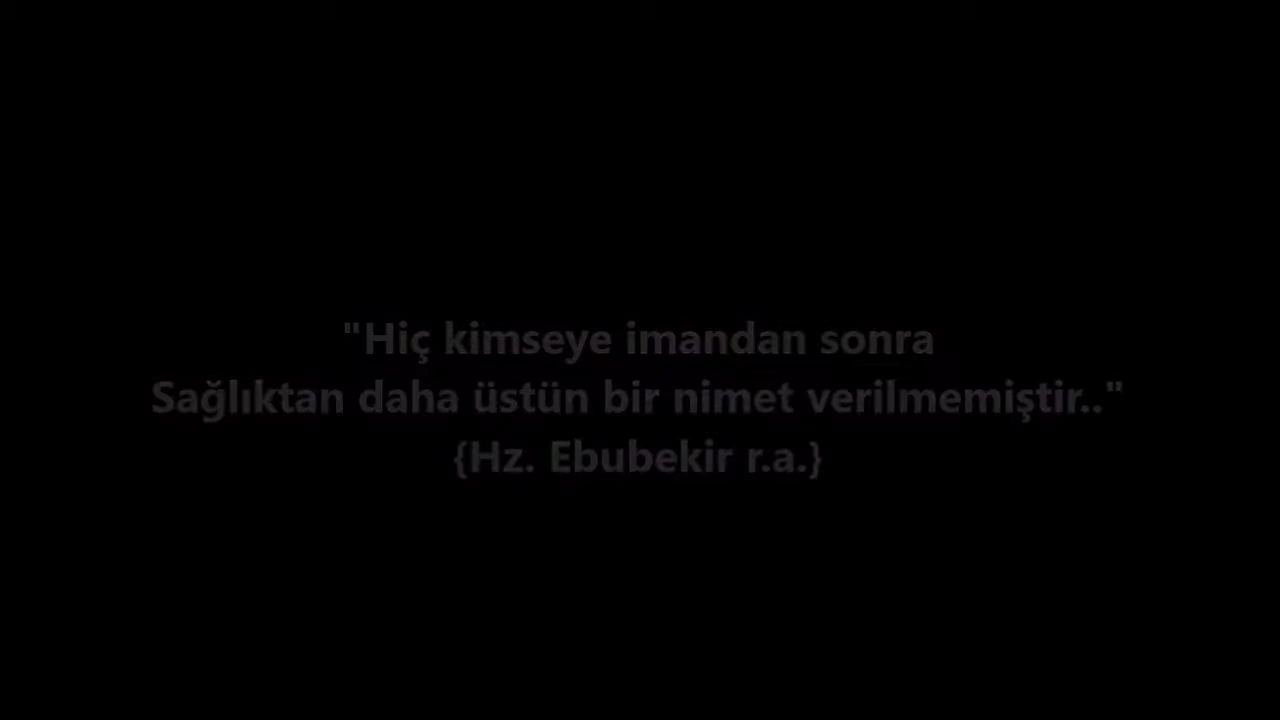 "Hiç kimseye imandan sonra
Sağlıktan daha üstün bir nimet verilmemiştir.."
{Hz. Ebubekir r.a.}